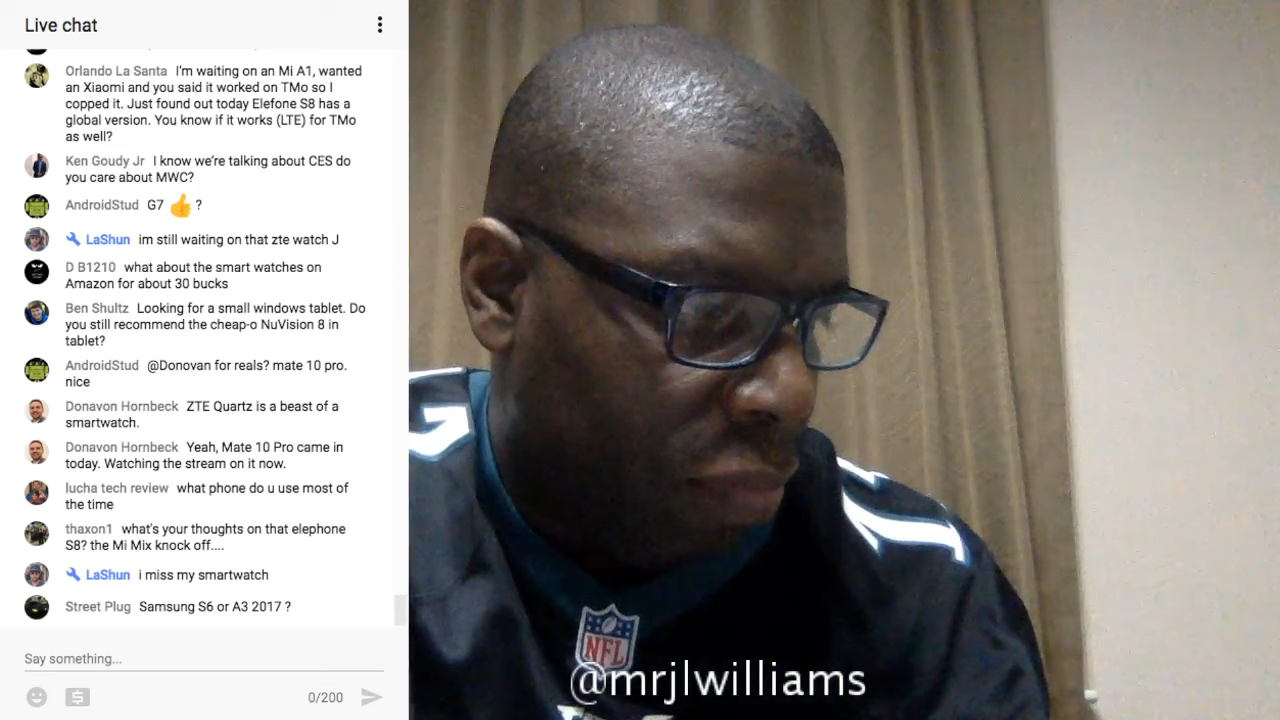 Live chat
Orlando La Santa I'm waiting on an Mi A1, wanted
an Xiaomi and you said it worked on TMo so I
copped it. Just found out today Elefone S8 has a
global version. You know if it works (LTE) for TMo
as well?
Ken Goudy Jr I know we're talking about CES do
you care about MWC?
AndroidStud G7 👍 ?
LaShun im still waiting on that zte watch J
D B1210 what about the smart watches on
Amazon for about 30 bucks
Ben Shultz Looking for a small windows tablet. Do
you still recommend the cheap-o NuVision 8 in
tablet?
AndroidStud @Donovan for reals? mate 10 pro.
nice
Donavon Hornbeck ZTE Quartz is a beast of a
smartwatch.
Donavon Hornbeck Yeah, Mate 10 Pro came in
today. Watching the stream on it now.
lucha tech review what phone do u use most of
the time
thaxon1 what's your thoughts on that elephone
S8? the Mi Mix knock off....
LaShun i miss my smartwatch
Street Plug Samsung S6 or A3 2017 ?
Say something...
0/200
NFL
@mrjlwilliams